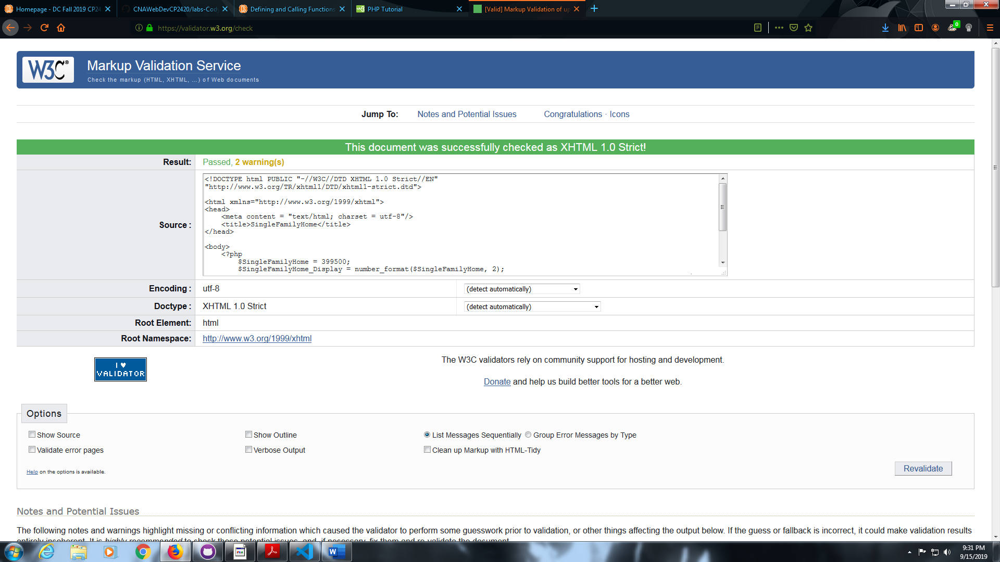 Homepage - DC Fall 2019 CP24
CNAWebDevCP2420/labs-Cod
Defining and Calling Functions
PHP Tutorial
[Valid] Markup Validation of up
https://validator.w3.org/check
0
W3C®
Markup Validation Service
Check the markup (HTML, XHTML, …) of Web documents
Jump To: Notes and Potential Issues Congratulations · Icons
This document was successfully checked as XHTML 1.0 Strict!
Result: Passed, 2 warning(s)
Source :
<!DOCTYPE html PUBLIC "-//W3C//DTD XHTML 1.0 Strict//EN"
"http://www.w3.org/TR/xhtml1/DTD/xhtml1-strict.dtd">
<html xmlns="http://www.w3.org/1999/xhtml">
<head>
<meta content = "text/html; charset = utf-8"/>
<title>SingleFamilyHome</title>
</head>
<body>
<?php
$SingleFamilyHome = 399500;
$SingleFamilyHome_Display = number_format($SingleFamilyHome, 2);
Encoding : utf-8 (detect automatically)
Doctype : XHTML 1.0 Strict (detect automatically)
Root Element: html
Root Namespace: http://www.w3.org/1999/xhtml
I ♥
VALIDATOR
The W3C validators rely on community support for hosting and development.
Donate and help us build better tools for a better web.
Options
Show Source Show Outline List Messages Sequentially Group Error Messages by Type
Validate error pages Verbose Output Clean up Markup with HTML-Tidy
Help on the options is available.
Revalidate
Notes and Potential Issues
The following notes and warnings highlight missing or conflicting information which caused the validator to perform some guesswork prior to validation, or other things affecting the output below. If the guess or fallback is incorrect, it could make validation results
entirely incoherent. It is highly recommended to check these potential issues, and, if necessary, fix them and re-validate the document.
9:31 PM
9/15/2019